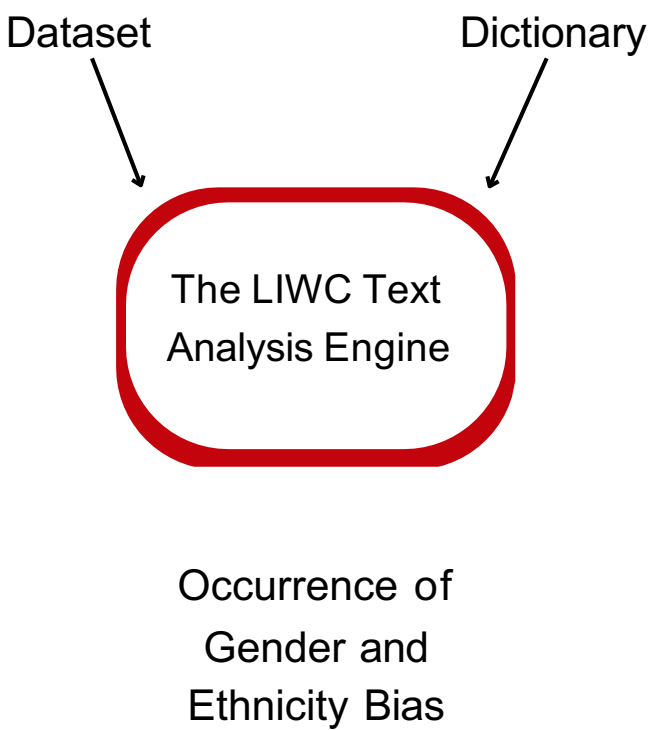 Dataset
Dictionary
The LIWC Text
Analysis Engine
Occurrence of
Gender and
Ethnicity Bias